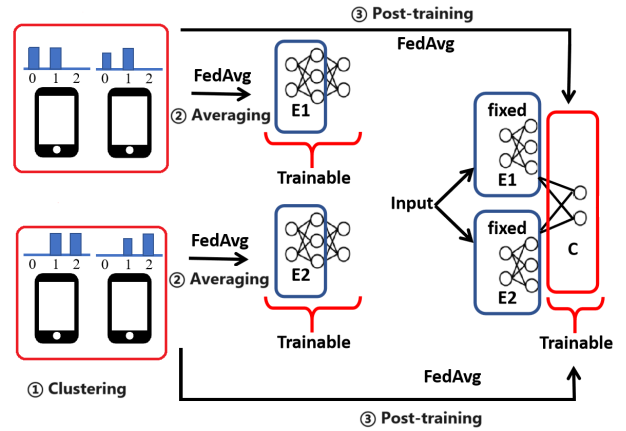 ③ Post-training
FedAvg
0 1 2 0 1 2
FedAvg
② Averaging
E1
Trainable
fixed
E1
Input
fixed
E2
C
Trainable
0 1 2 0 1 2
FedAvg
② Averaging
E2
Trainable
① Clustering
FedAvg
③ Post-training